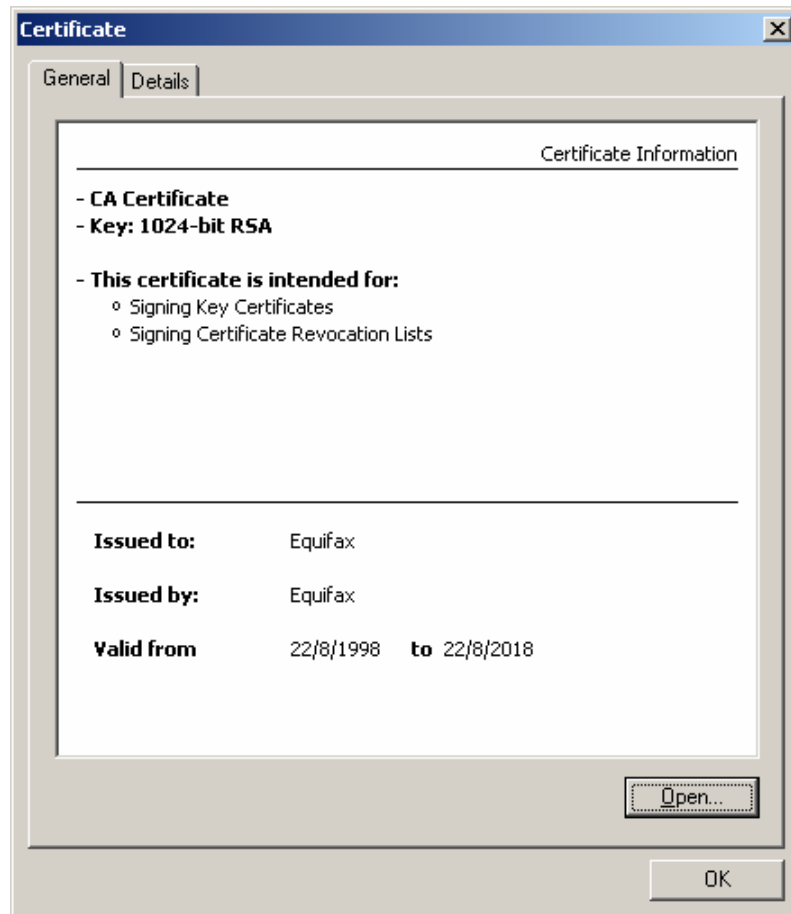 Certificate
General Details
Certificate Information
- CA Certificate
- Key: 1024-bit RSA
- This certificate is intended for:
Signing Key Certificates
Signing Certificate Revocation Lists
Issued to: Equifax
Issued by: Equifax
Valid from 22/8/1998 to 22/8/2018
Open...
OK